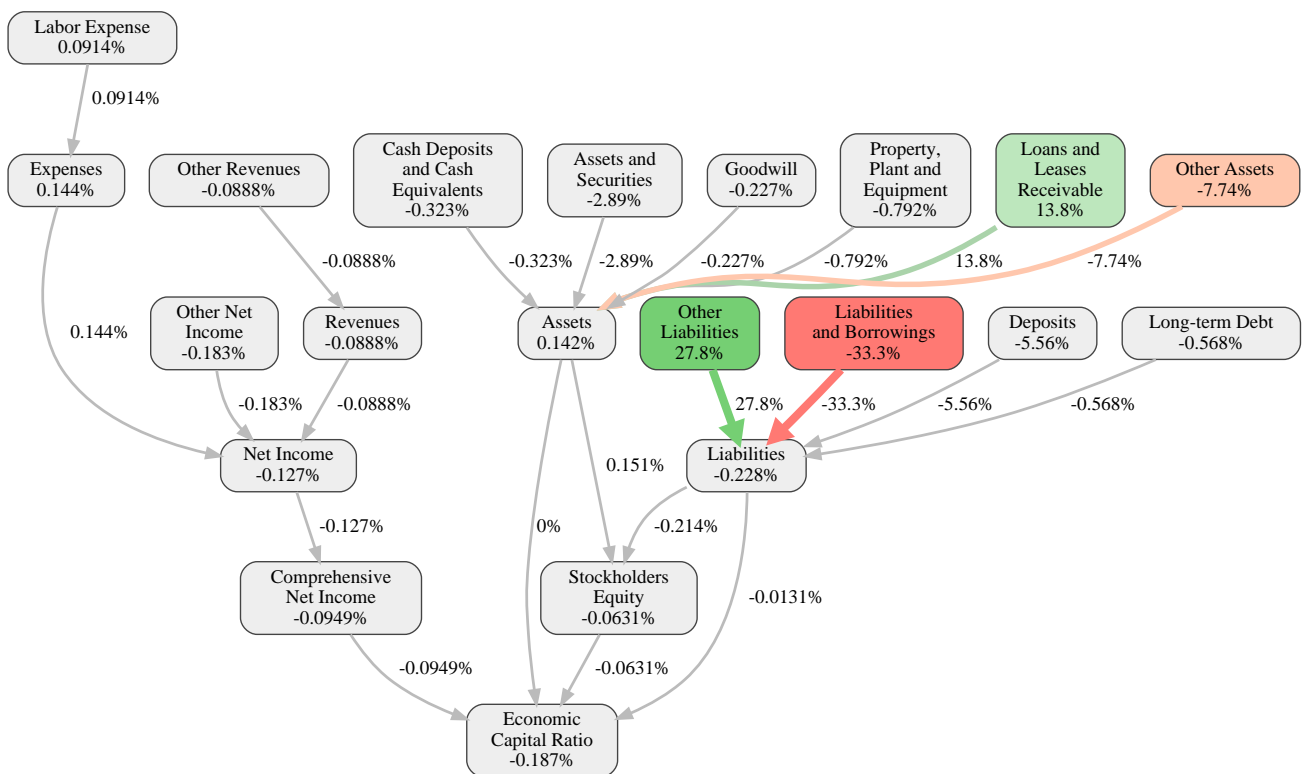 Labor Expense
0.0914%
0.0914%
Expenses
0.144%
Other Revenues
-0.0888%
Cash Deposits
and Cash
Equivalents
-0.323%
Assets and
Securities
-2.89%
Goodwill
-0.227%
Property,
Plant and
Equipment
-0.792%
Loans and
Leases
Receivable
13.8%
Other Assets
-7.74%
-0.0888%
-0.323%
-2.89%
-0.227%
-0.792%
13.8%
-7.74%
0.144%
Other Net
Income
-0.183%
Revenues
-0.0888%
Assets
0.142%
Other
Liabilities
27.8%
Liabilities
and Borrowings
-33.3%
Deposits
-5.56%
Long-term Debt
-0.568%
-0.183%
-0.0888%
27.8%
-33.3%
-5.56%
-0.568%
Net Income
-0.127%
0.151%
Liabilities
-0.228%
-0.127%
0%
-0.214%
Comprehensive
Net Income
-0.0949%
Stockholders
Equity
-0.0631%
-0.0131%
-0.0949%
-0.0631%
Economic
Capital Ratio
-0.187%